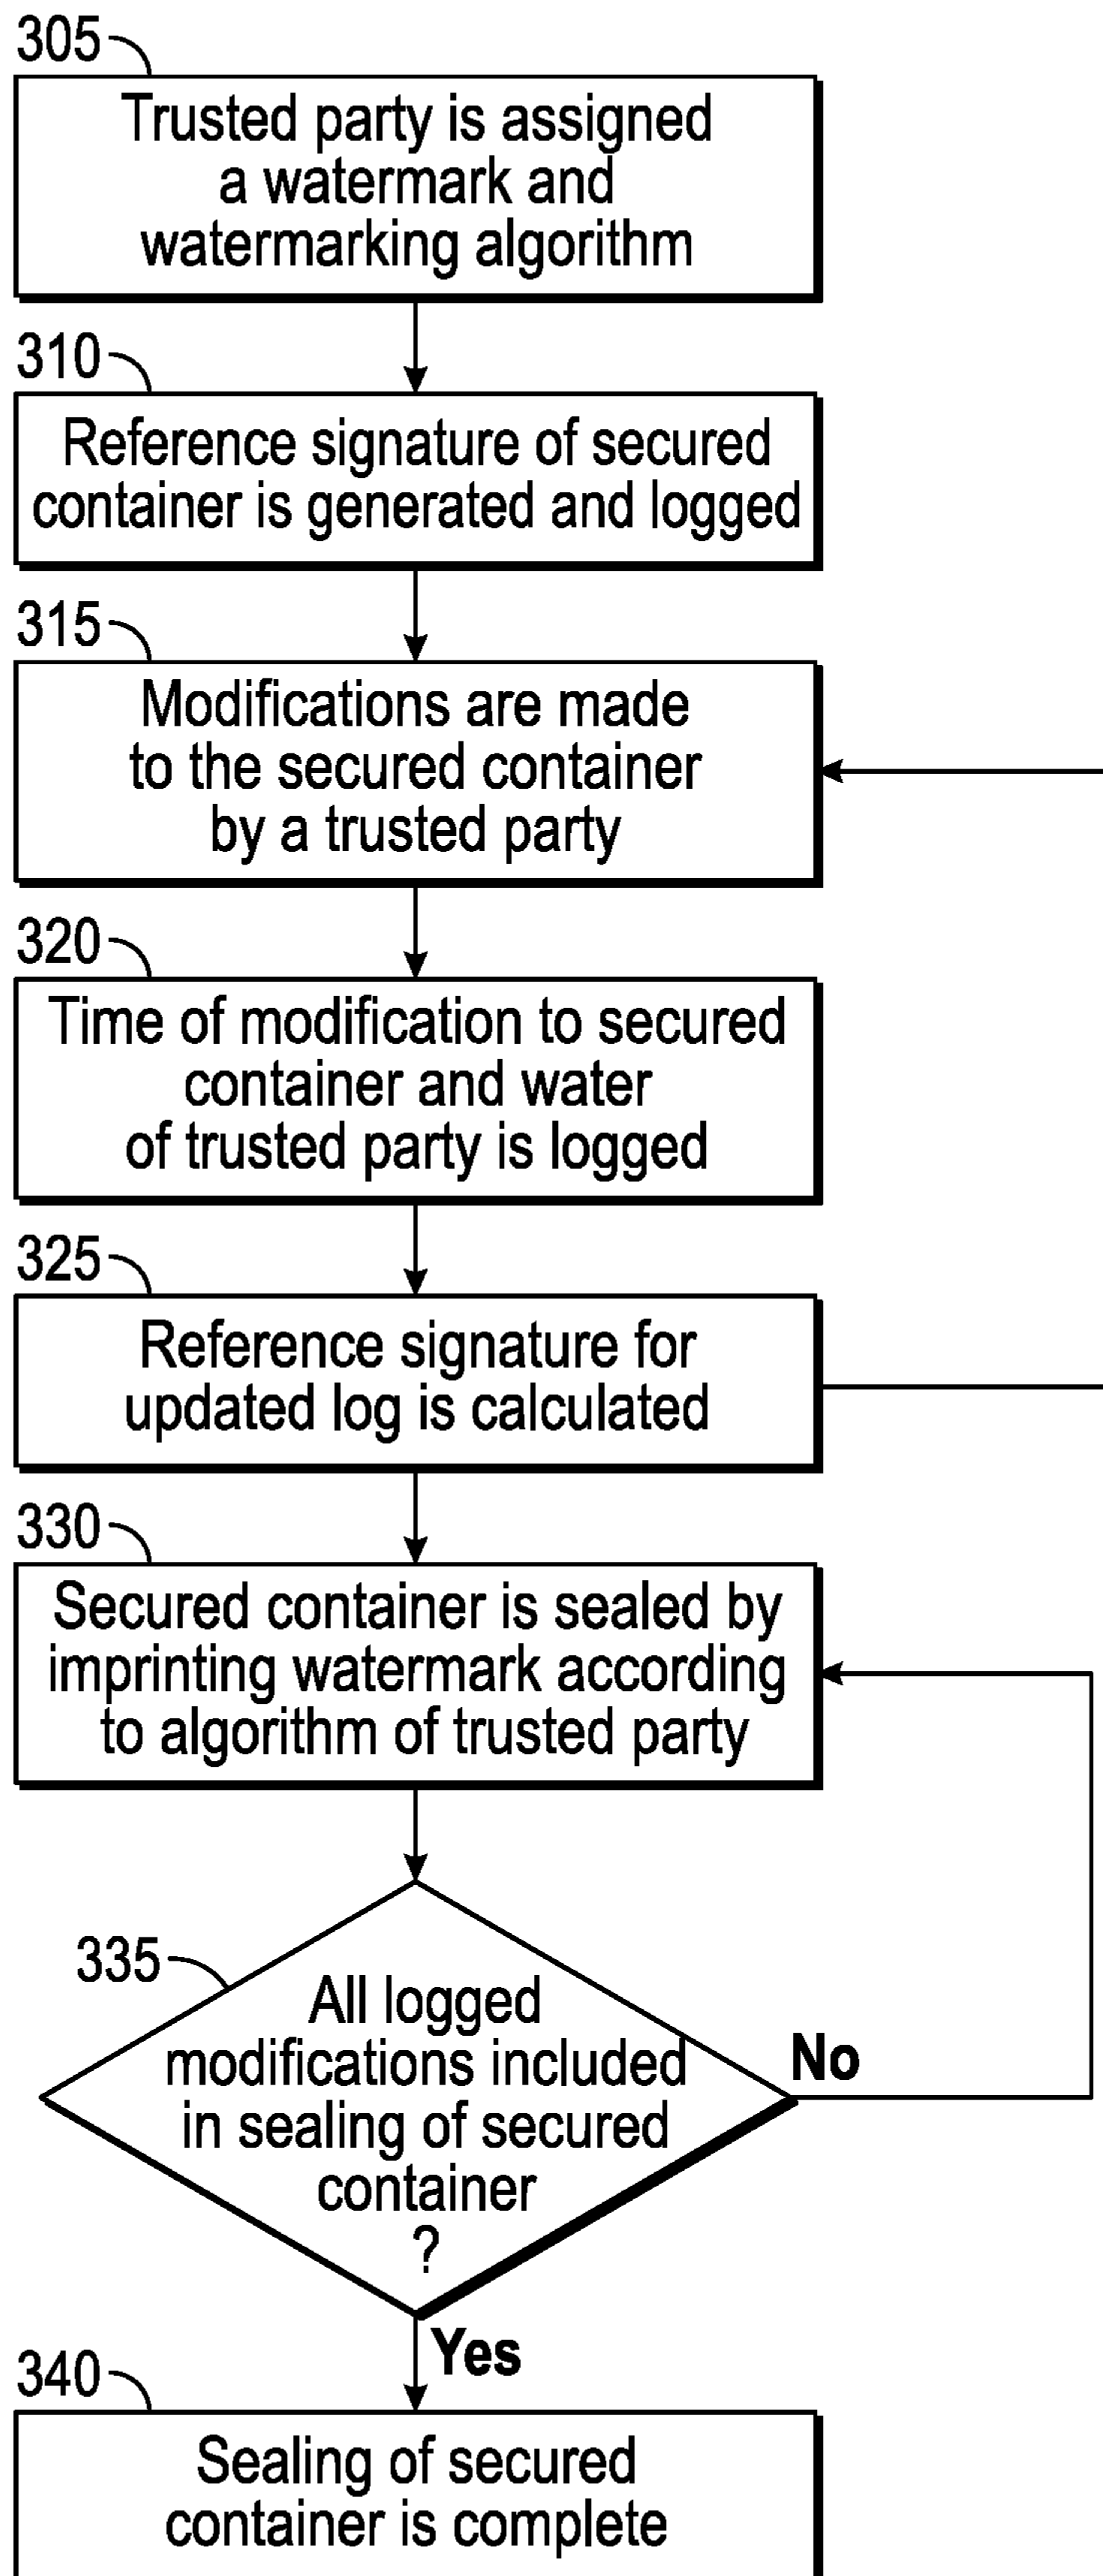 305
Trusted party is assigned
a watermark and
watermarking algorithm
310
Reference signature of secured
container is generated and logged
315
Modifications are made
to the secured container
by a trusted party
320
Time of modification to secured
container and water
of trusted party is logged
325
Reference signature for
updated log is calculated
330
Secured container is sealed by
imprinting watermark according
to algorithm of trusted party
335
All logged
modifications included
in sealing of secured
container
?
No
Yes
340
Sealing of secured
container is complete